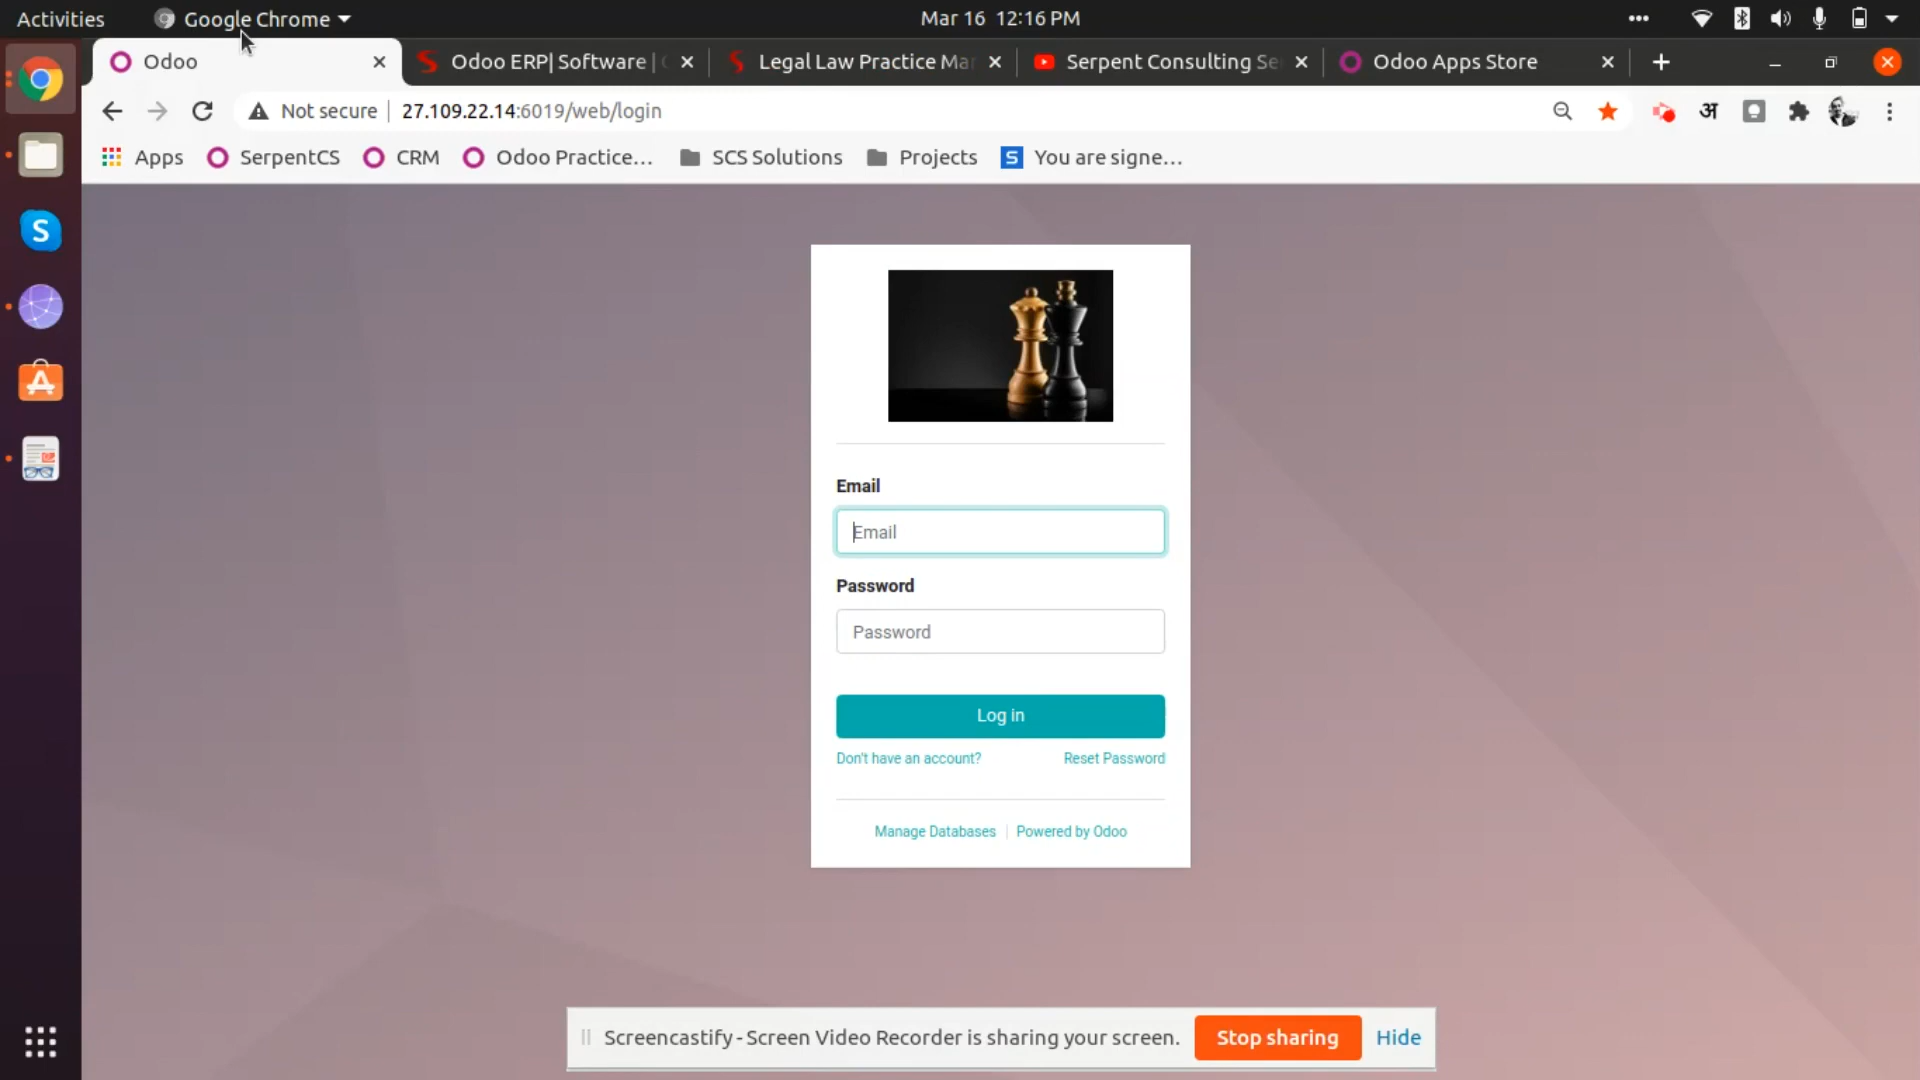 Activities
Google Chrome
Mar 16 12:16 PM
Odoo
Odoo ERP| Software |
Legal Law Practice Mar
Serpent Consulting Se
Odoo Apps Store
Not secure
27.109.22.14:6019/web/login
अ
Apps
SerpentCS
CRM
Odoo Practice...
SCS Solutions
Projects
S
You are signe...
S
A
Email
Email
Password
Password
Log in
Don't have an account?
Reset Password
Manage Databases
Powered by Odoo
Screencastify - Screen Video Recorder is sharing your screen.
Stop sharing
Hide